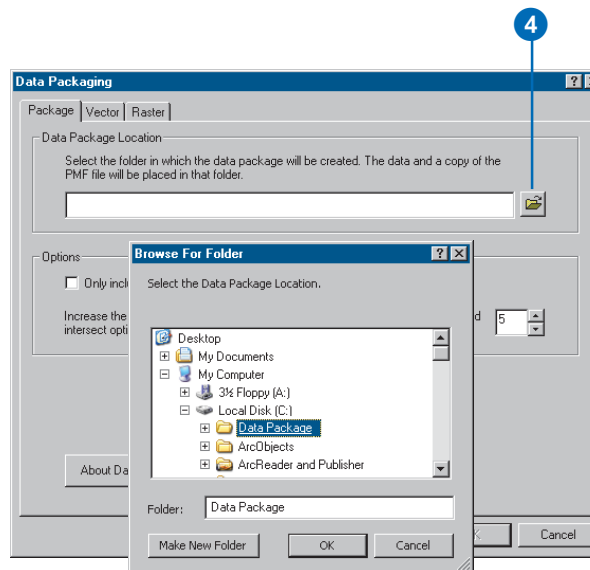 4
Data Packaging
Package Vector Raster
Data Package Location
Select the folder in which the data package will be created. The data and a copy of the
PMF file will be placed in that folder.
Options
Only
Increase the
intersect
5
About
Browse For Folder
Select the Data Package Location.
Desktop
My Documents
My Computer
3½ Floppy (A:)
Local Disk (C:)
Data Package
ArcObjects
ArcReader and Publisher
Folder: Data Package
Make New Folder OK Cancel
Cancel